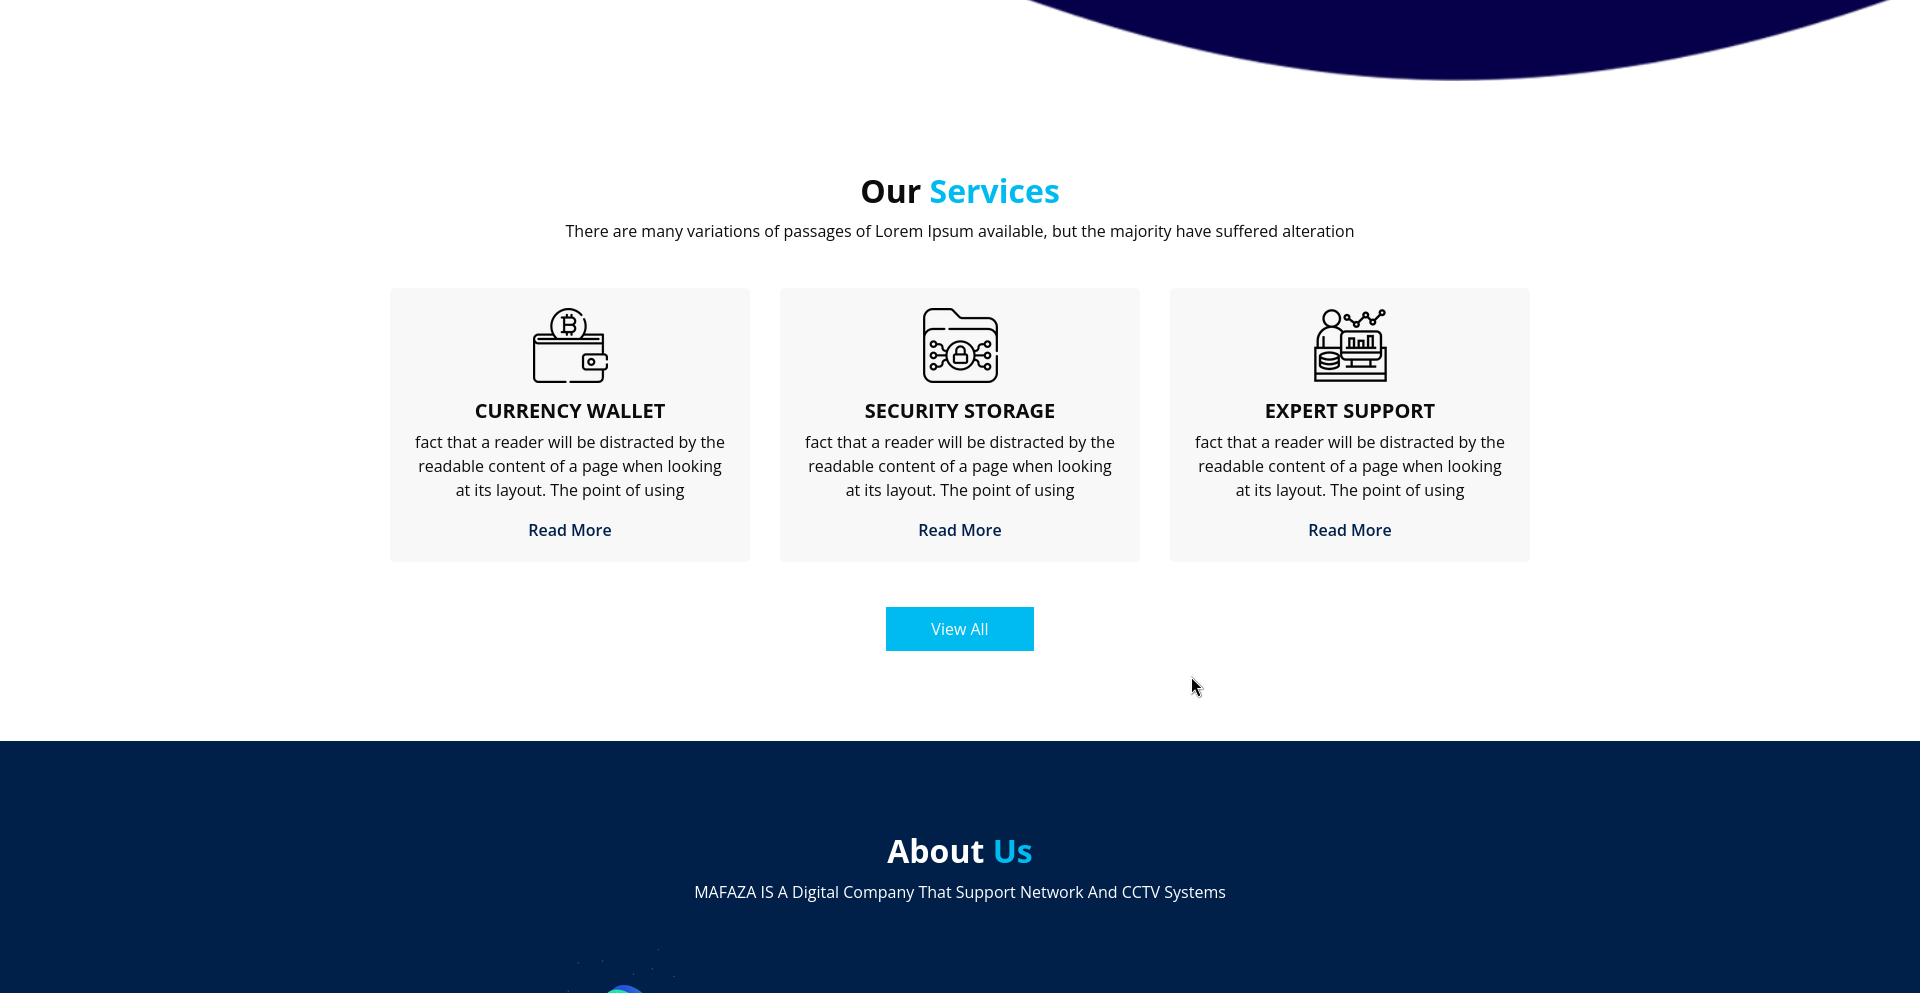 Our Services
There are many variations of passages of Lorem Ipsum available, but the majority have suffered alteration
CURRENCY WALLET
fact that a reader will be distracted by the
readable content of a page when looking
at its layout. The point of using
Read More
SECURITY STORAGE
fact that a reader will be distracted by the
readable content of a page when looking
at its layout. The point of using
Read More
EXPERT SUPPORT
fact that a reader will be distracted by the
readable content of a page when looking
at its layout. The point of using
Read More
View All
About Us
MAFAZA IS A Digital Company That Support Network And CCTV Systems